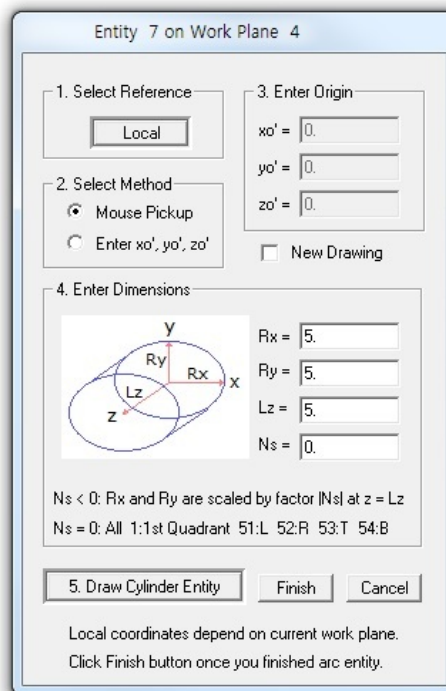 Entity 7 on Work Plane 4
1. Select Reference
Local
2. Select Method
Mouse Pickup
Enter xo', yo', zo'
3. Enter Origin
xo' = 0.
yo' = 0.
zo' = 0.
New Drawing
4. Enter Dimensions
y
Ry
Rx
x
Lz
z
Rx = 5.
Ry = 5.
Lz = 5.
Ns = 0.
Ns < 0: Rx and Ry are scaled by factor |Ns| at z = Lz
Ns = 0: All 1:1st Quadrant 51:L 52:R 53:T 54:B
5. Draw Cylinder Entity
Finish
Cancel
Local coordinates depend on current work plane.
Click Finish button once you finished arc entity.